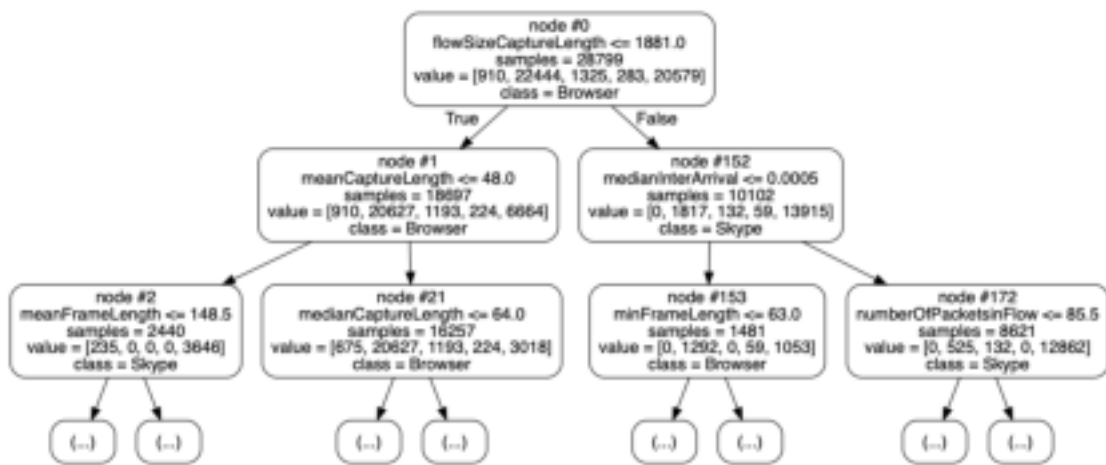 node #0
flowSizeCaptureLength <= 1881.0
samples = 28799
value = [910, 22444, 1325, 283, 20579]
class = Browser
True
False
node #1
meanCaptureLength <= 48.0
samples = 18697
value = [910, 20627, 1193, 224, 6664]
class = Browser
node #152
medianInterArrival <= 0.0005
samples = 10102
value = [0, 1817, 132, 59, 13915]
class = Skype
node #2
meanFrameLength <= 148.5
samples = 2440
value = [235, 0, 0, 0, 3646]
class = Skype
node #21
medianCaptureLength <= 64.0
samples = 16257
value = [675, 20627, 1193, 224, 3018]
class = Browser
node #153
minFrameLength <= 63.0
samples = 1481
value = [0, 1292, 0, 59, 1053]
class = Browser
node #172
numberOfPacketsinFlow <= 85.5
samples = 8621
value = [0, 525, 132, 0, 12862]
class = Skype
(...)
(...)
(...)
(...)
(...)
(...)
(...)
(...)